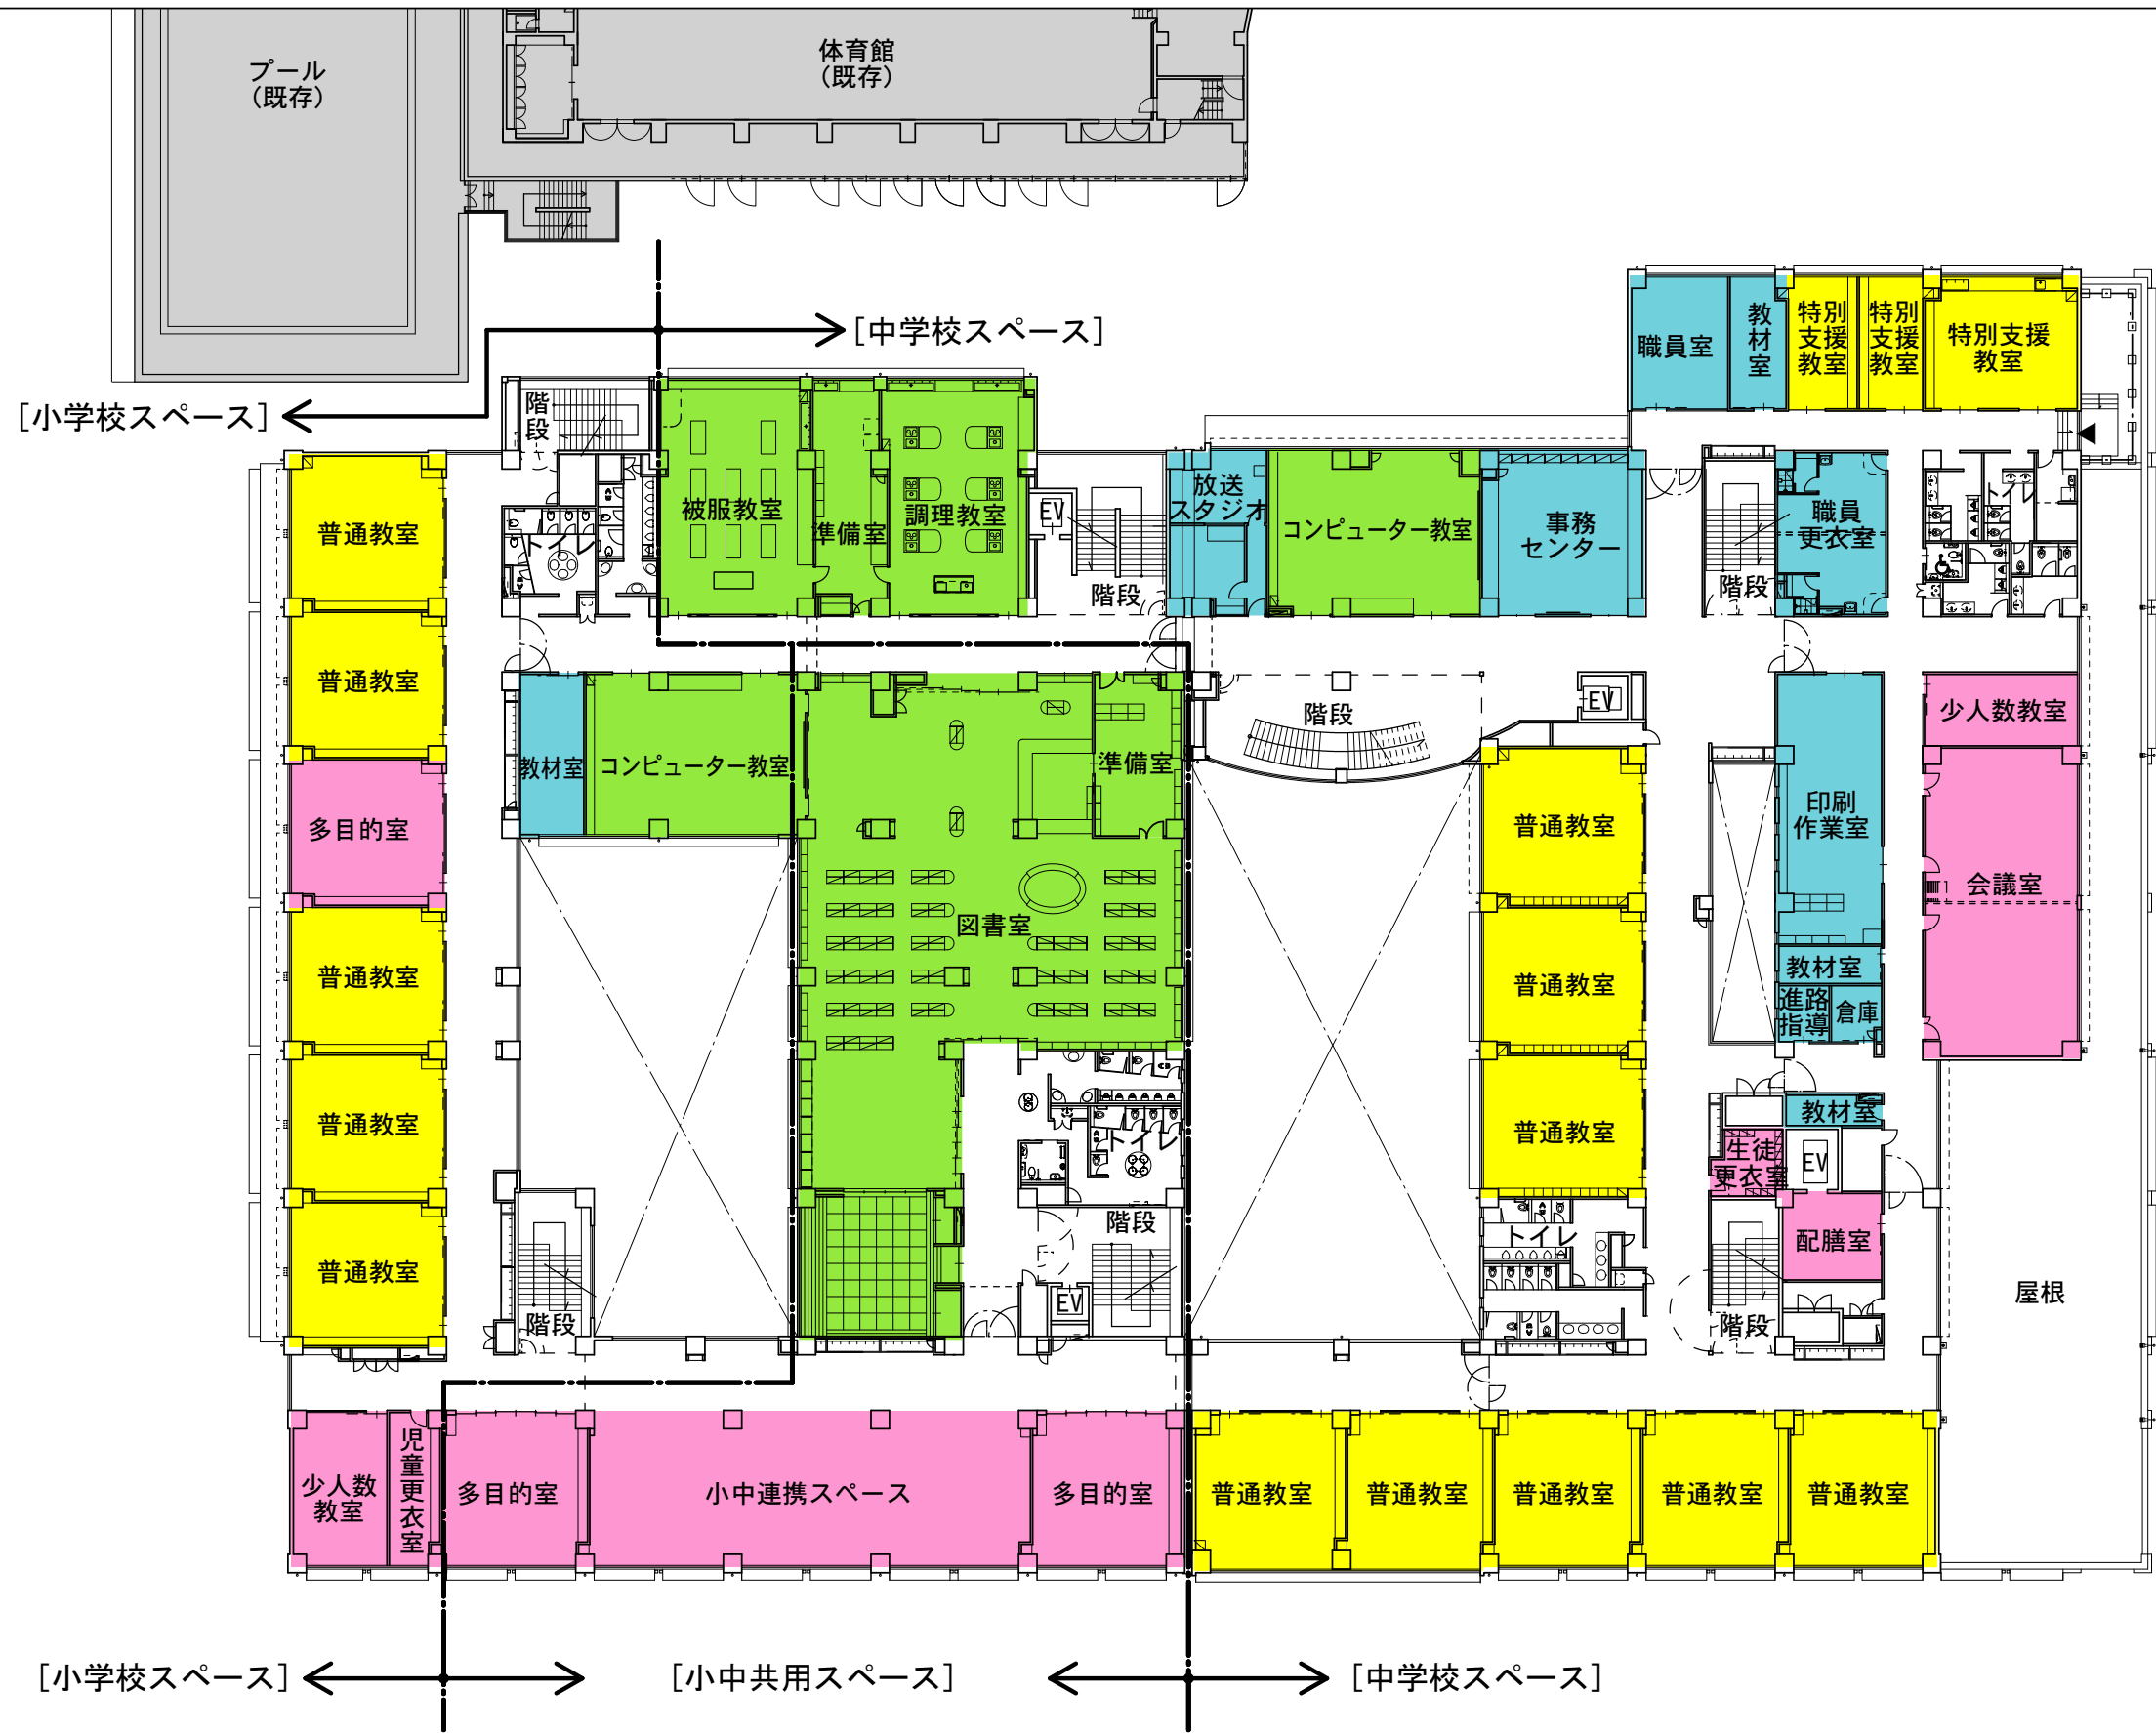 プール
（既存）
体育館
（既存）
［中学校スペース］
［小学校スペース］
職員室
教材室
特別
支援
教室
特別
支援
教室
特別支援
教室
階段
被服教室
準備室
調理教室
EV
階段
放送
スタジオ
コンピューター教室
事務
センター
階段
職員
更衣室
トイレ
普通教室
トイレ
普通教室
教材室
コンピューター教室
準備室
階段
EV
少人数教室
多目的室
普通教室
印刷
作業室
会議室
図書室
普通教室
普通教室
教材室
進路
指導
倉庫
普通教室
普通教室
トイレ
教材室
生徒
更衣室
EV
普通教室
階段
EV
階段
トイレ
配膳室
階段
屋根
少人数
教室
児童更衣室
多目的室
小中連携スペース
多目的室
普通教室
普通教室
普通教室
普通教室
普通教室
［小学校スペース］
［小中共用スペース］
［中学校スペース］